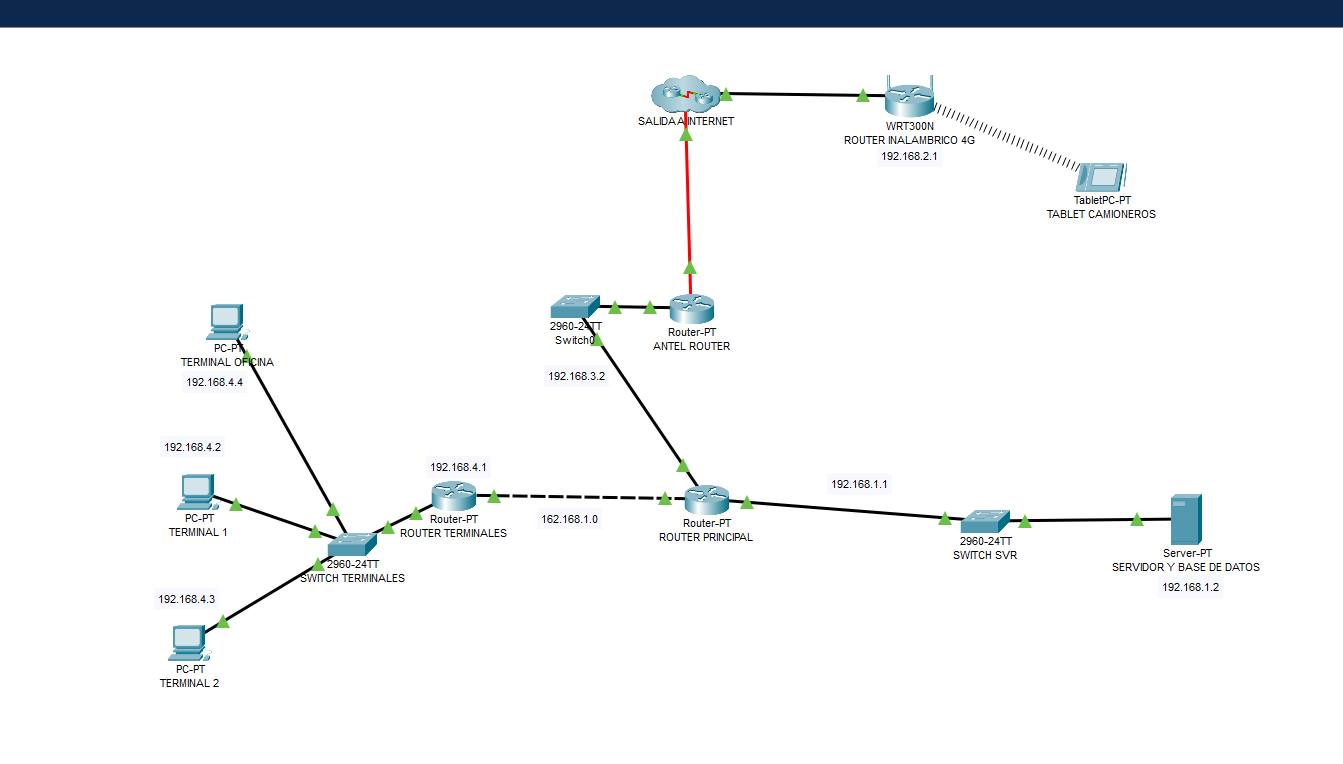 SALIDA A INTERNET
WRT300N
ROUTER INALAMBRICO 4G
192.168.2.1
TabletPC-PT
TABLET CAMIONEROS
2960-24TT
Switch0
Router-PT
ANTEL ROUTER
192.168.3.2
PC-PT
TERMINAL OFICINA
192.168.4.4
192.168.4.2
PC-PT
TERMINAL 1
192.168.4.1
Router-PT
ROUTER TERMINALES
162.168.1.0
Router-PT
ROUTER PRINCIPAL
192.168.1.1
2960-24TT
SWITCH SVR
Server-PT
SERVIDOR Y BASE DE DATOS
192.168.1.2
2960-24TT
SWITCH TERMINALES
192.168.4.3
PC-PT
TERMINAL 2